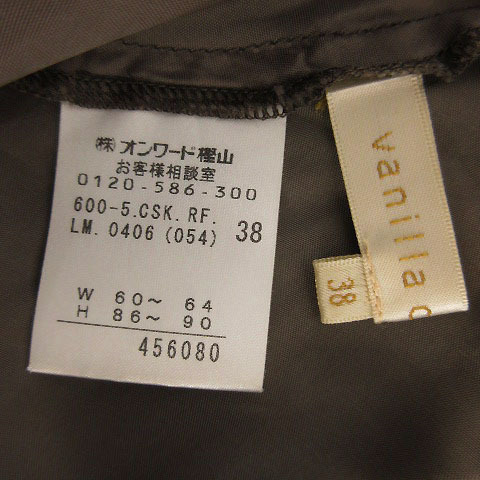 ㈱オンワード樫山
お客様相談室
0120-586-300
600-5.CSK.RF.
LM.0406(054) 38
W 60～ 64
H 86～ 90
456080
vanilla
38